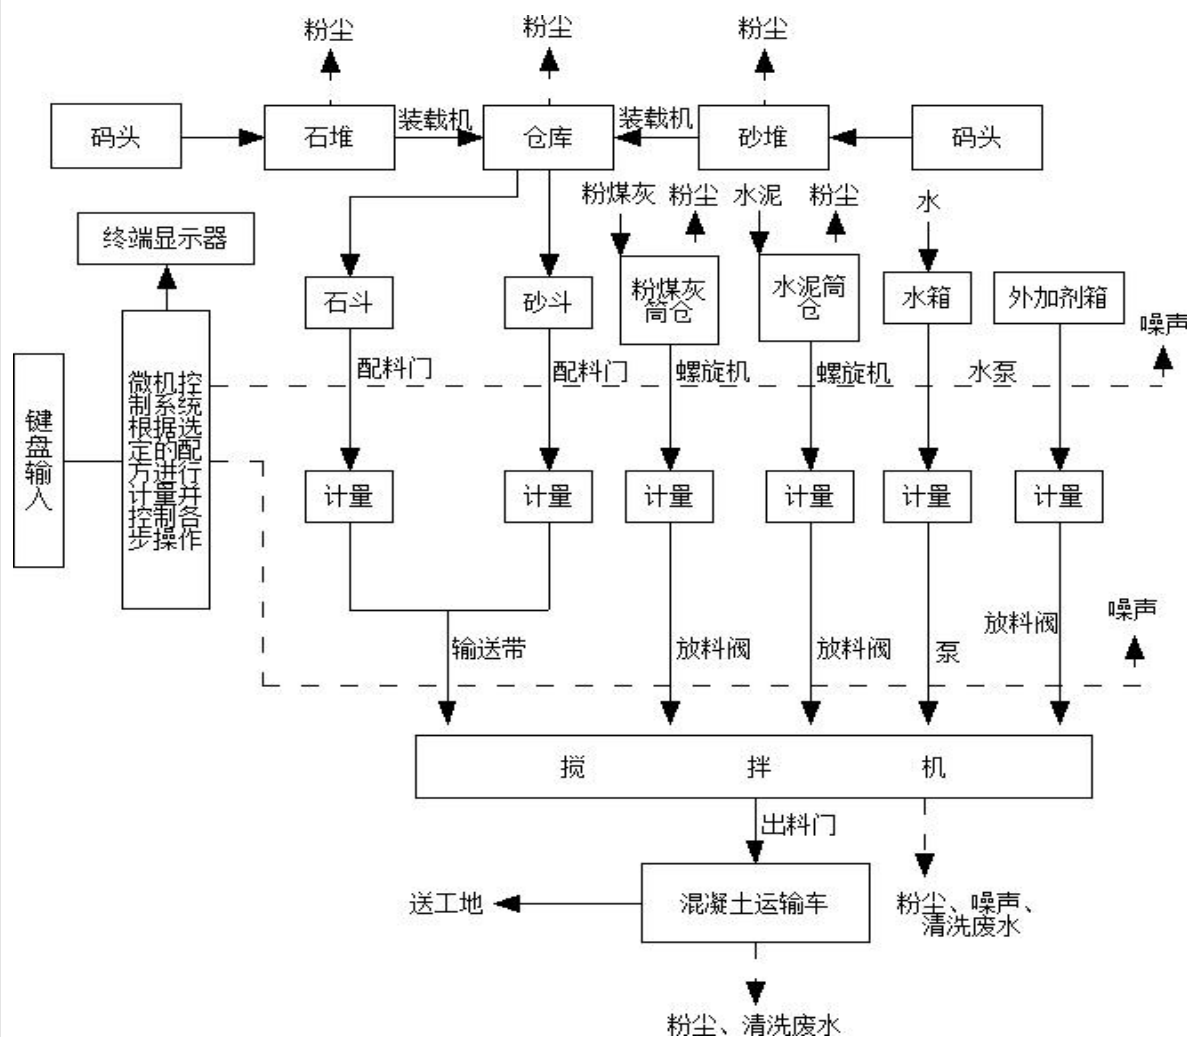 粉尘
粉尘
粉尘
码头
石堆
装载机
仓库
装载机
砂堆
码头
粉煤灰
粉尘
水泥
粉尘
水
终端显示器
石斗
砂斗
粉煤灰
筒仓
水泥筒
仓
水箱
外加剂箱
噪声
配料门
配料门
螺旋机
螺旋机
水泵
键
盘
输
入
微机控
制系统
根据选
定的配
方进行
计量并
控制各
步操作
计量
计量
计量
计量
计量
计量
噪声
输送带
放料阀
放料阀
泵
放料阀
搅 拌 机
出料门
送工地
混凝土运输车
粉尘、噪声、
清洗废水
粉尘、清洗废水